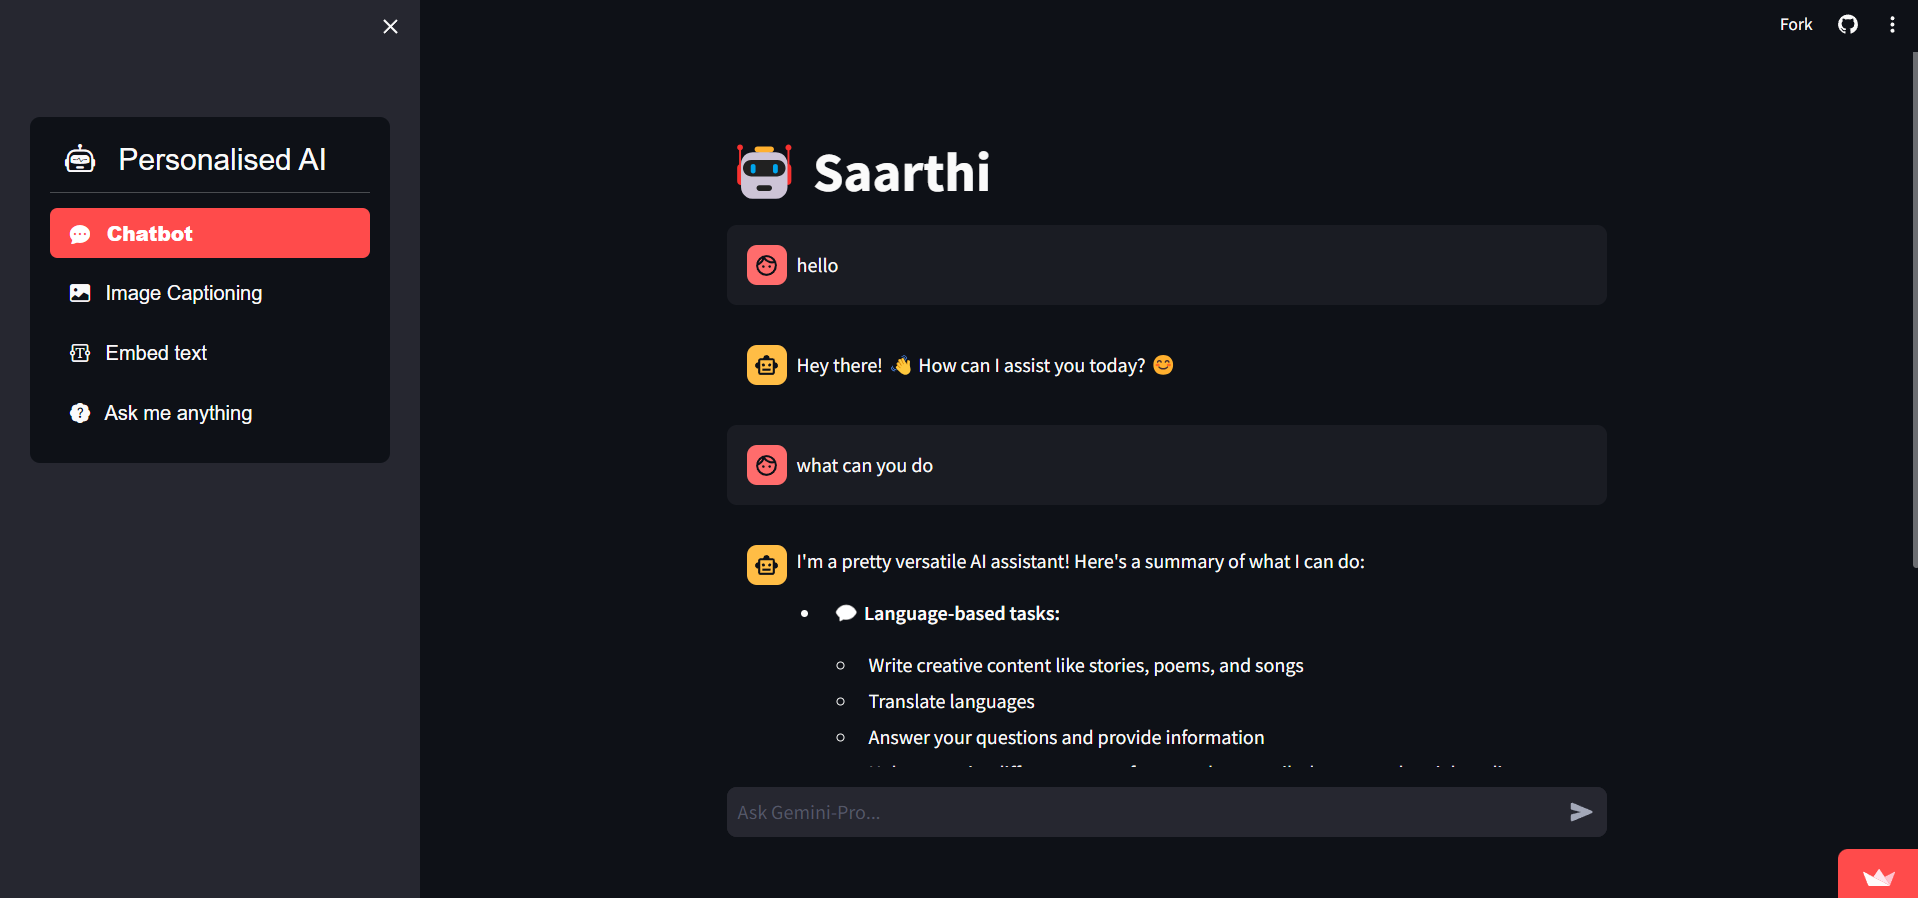 Fork
Personalised AI
Chatbot
Image Captioning
Embed text
Ask me anything
Saarthi
hello
Hey there! 👋 How can I assist you today? 😊
what can you do
I'm a pretty versatile AI assistant! Here's a summary of what I can do:
💬 Language-based tasks:
Write creative content like stories, poems, and songs
Translate languages
Answer your questions and provide information
Ask Gemini-Pro...